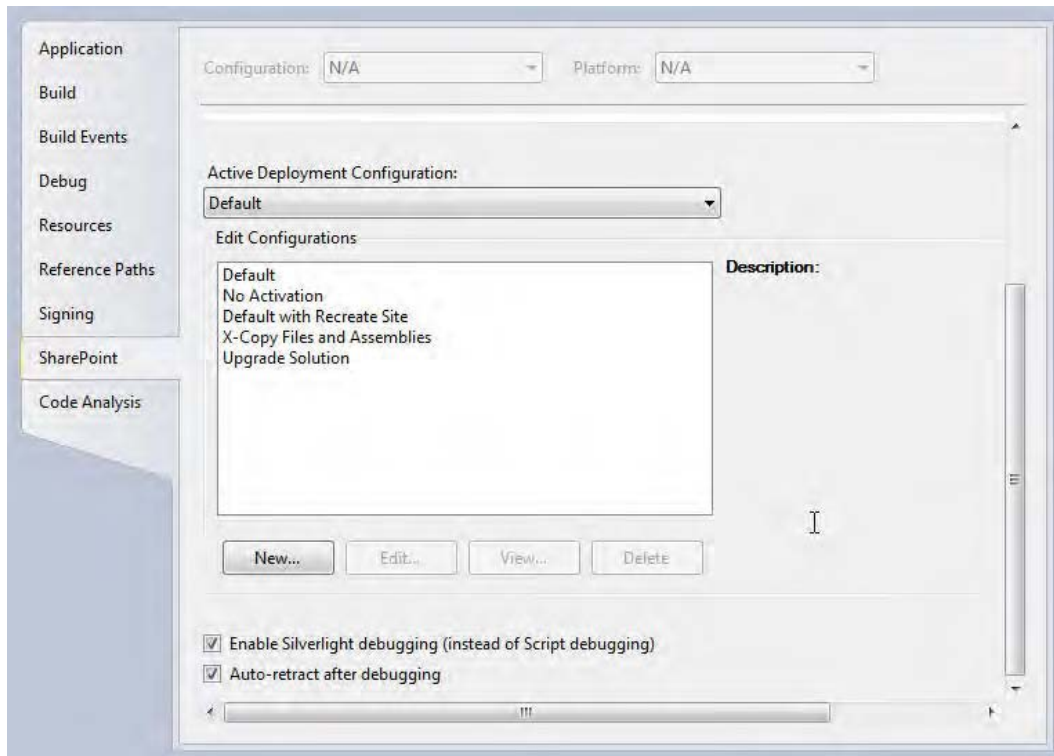 Application
Build
Build Events
Debug
Resources
Reference Paths
Signing
SharePoint
Code Analysis
Configuration: N/A Platform: N/A
Active Deployment Configuration:
Default
Edit Configurations
Default
No Activation
Default with Recreate Site
X-Copy Files and Assemblies
Upgrade Solution
Description:
New... Edit... View... Delete
Enable Silverlight debugging (instead of Script debugging)
Auto-retract after debugging